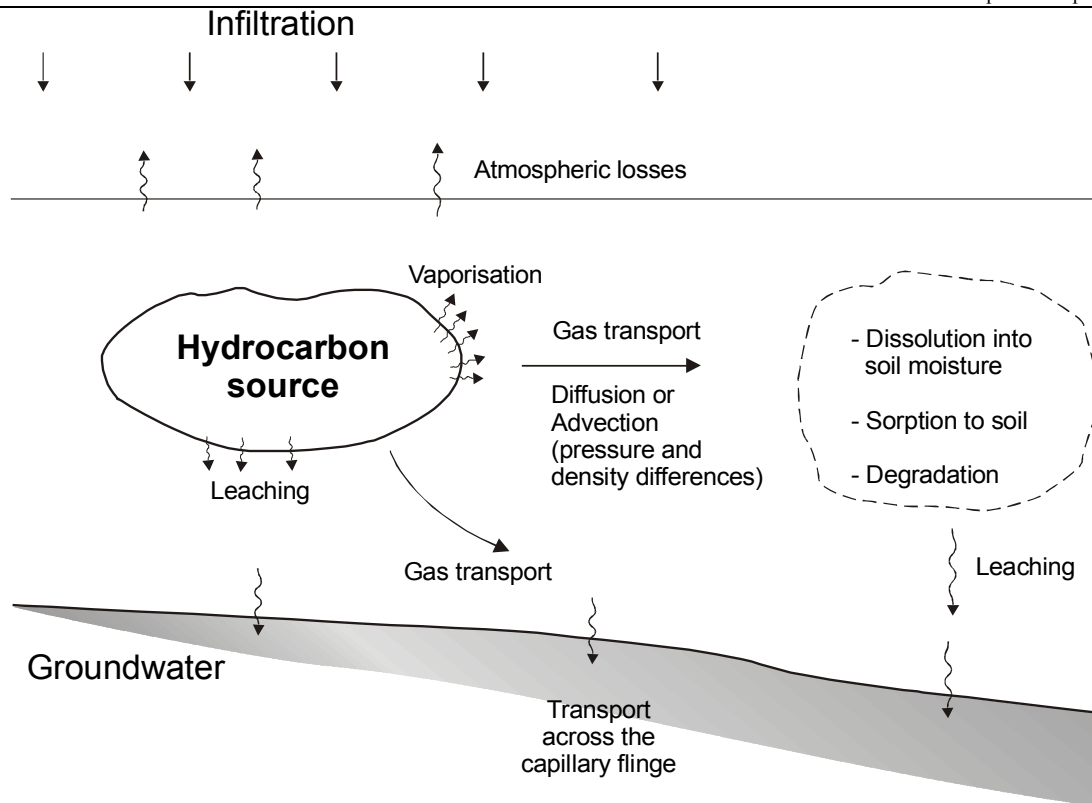 Infiltration
Atmospheric losses
Vaporisation
Hydrocarbon
source
Gas transport
Diffusion or
Advection
(pressure and
density differences)
- Dissolution into
soil moisture
- Sorption to soil
- Degradation
Leaching
Gas transport
Leaching
Groundwater
Transport
across the
capillary flinge